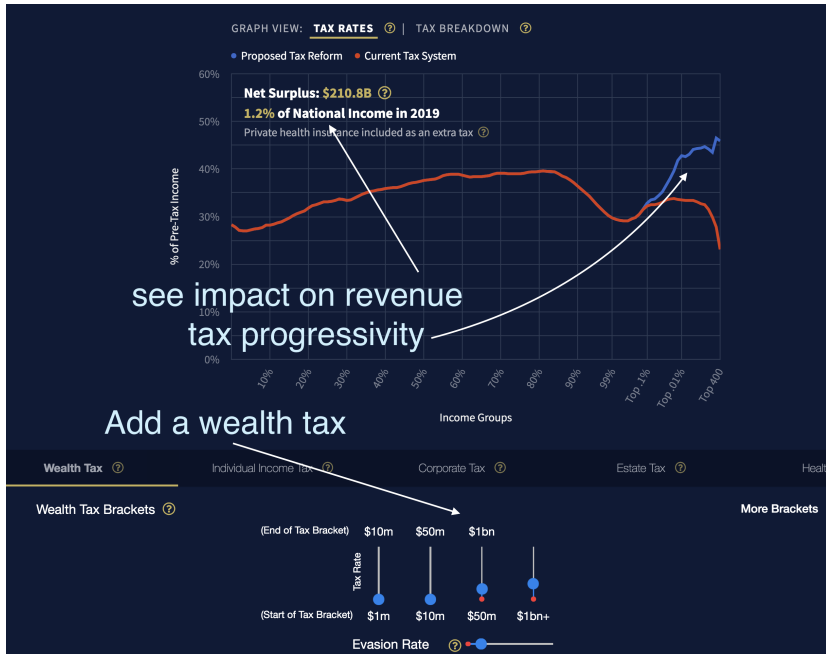 GRAPH VIEW: TAX RATES ? | TAX BREAKDOWN ?
Proposed Tax Reform Current Tax System
60%
Net Surplus: $210.8B ?
1.2% of National Income in 2019
Private health insurance included as an extra tax ?
50%
40%
30%
20%
10%
0%
% of Pre-Tax Income
see impact on revenue
tax progressivity
10% 20% 30% 40% 50% 60% 70% 80% 90% 99% Top .1% Top .01% Top 400
Income Groups
Add a wealth tax
Wealth Tax ? Individual Income Tax ? Corporate Tax ? Estate Tax ? Healt
Wealth Tax Brackets ? More Brackets
(End of Tax Bracket) $10m $50m $1bn
Tax Rate
(Start of Tax Bracket) $1m $10m $50m $1bn+
Evasion Rate ?